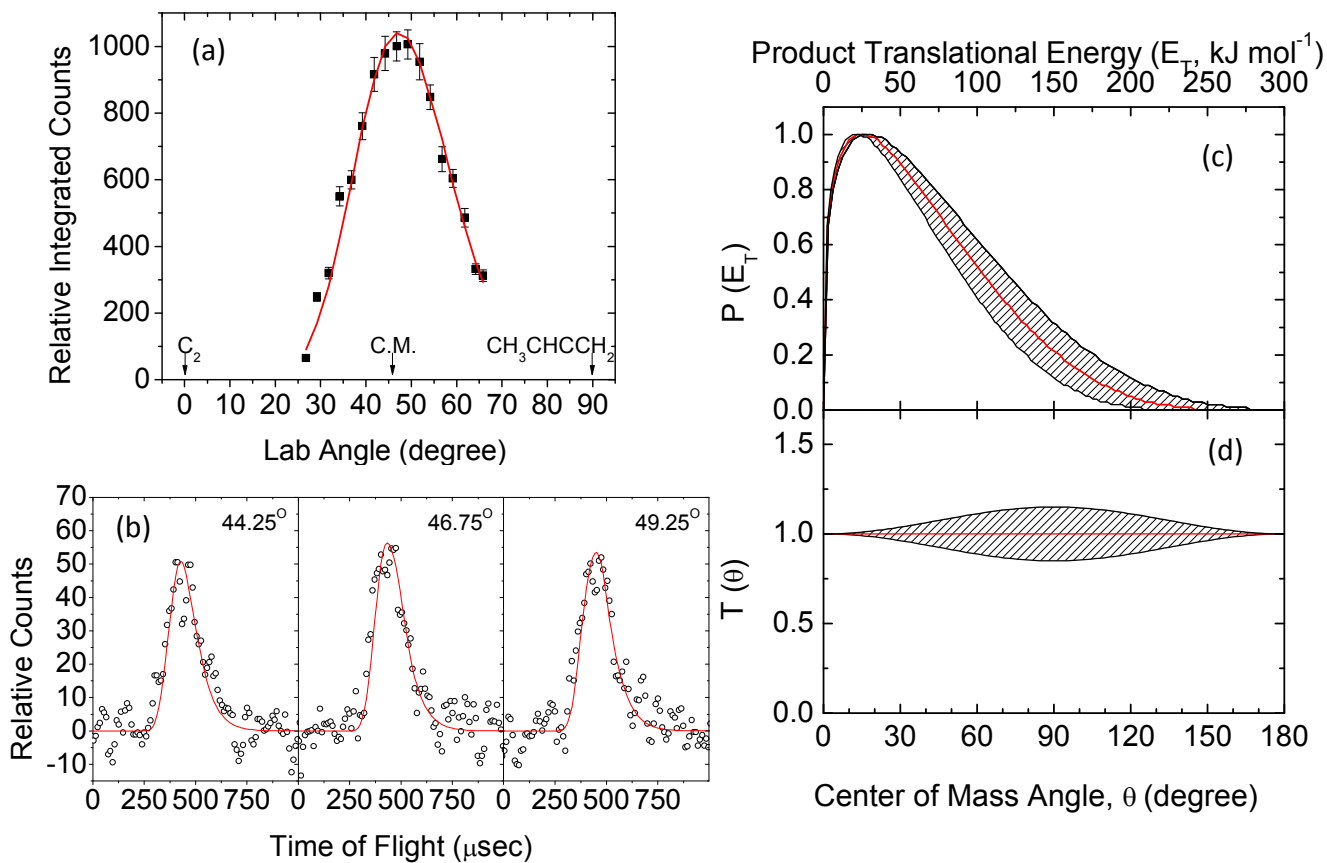 (a)
Relative Integrated Counts
1000
800
600
400
200
0
C₂
C.M.
CH₃CHCCH₂
0 10 20 30 40 50 60 70 80 90
Lab Angle (degree)
(b)
Relative Counts
70
60
50
40
30
20
10
0
-10
44.25ᴼ
46.75ᴼ
49.25ᴼ
0 250 500 750 0 250 500 750 0 250 500 750
Time of Flight (μsec)
Product Translational Energy (E_T, kJ mol⁻¹)
0 50 100 150 200 250 300
(c)
P (E_T)
1.0
0.8
0.6
0.4
0.2
0.0
(d)
T (θ)
1.5
1.0
0.5
0.0
0 30 60 90 120 150 180
Center of Mass Angle, θ (degree)